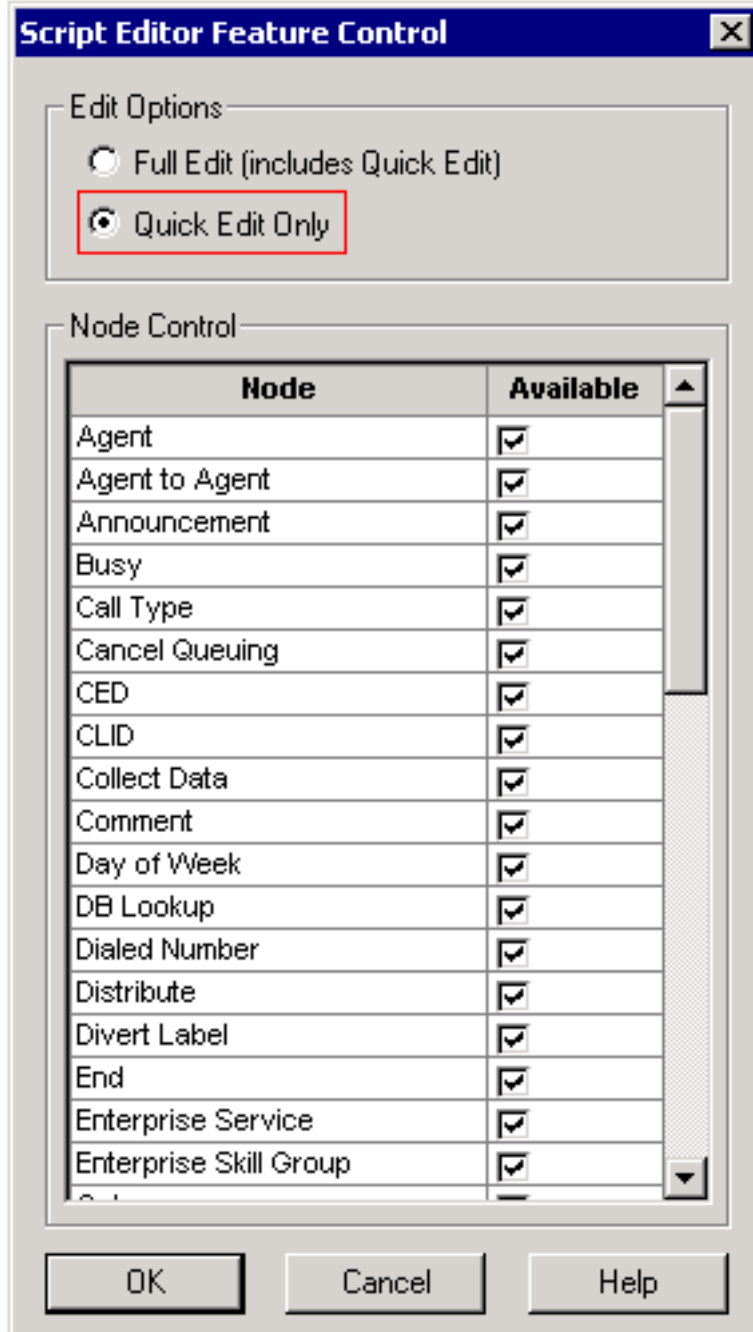 Script Editor Feature Control
Edit Options
Full Edit (includes Quick Edit)
Quick Edit Only
Node Control
Node Available
Agent
Agent to Agent
Announcement
Busy
Call Type
Cancel Queuing
CED
CLID
Collect Data
Comment
Day of Week
DB Lookup
Dialed Number
Distribute
Divert Label
End
Enterprise Service
Enterprise Skill Group
OK Cancel Help